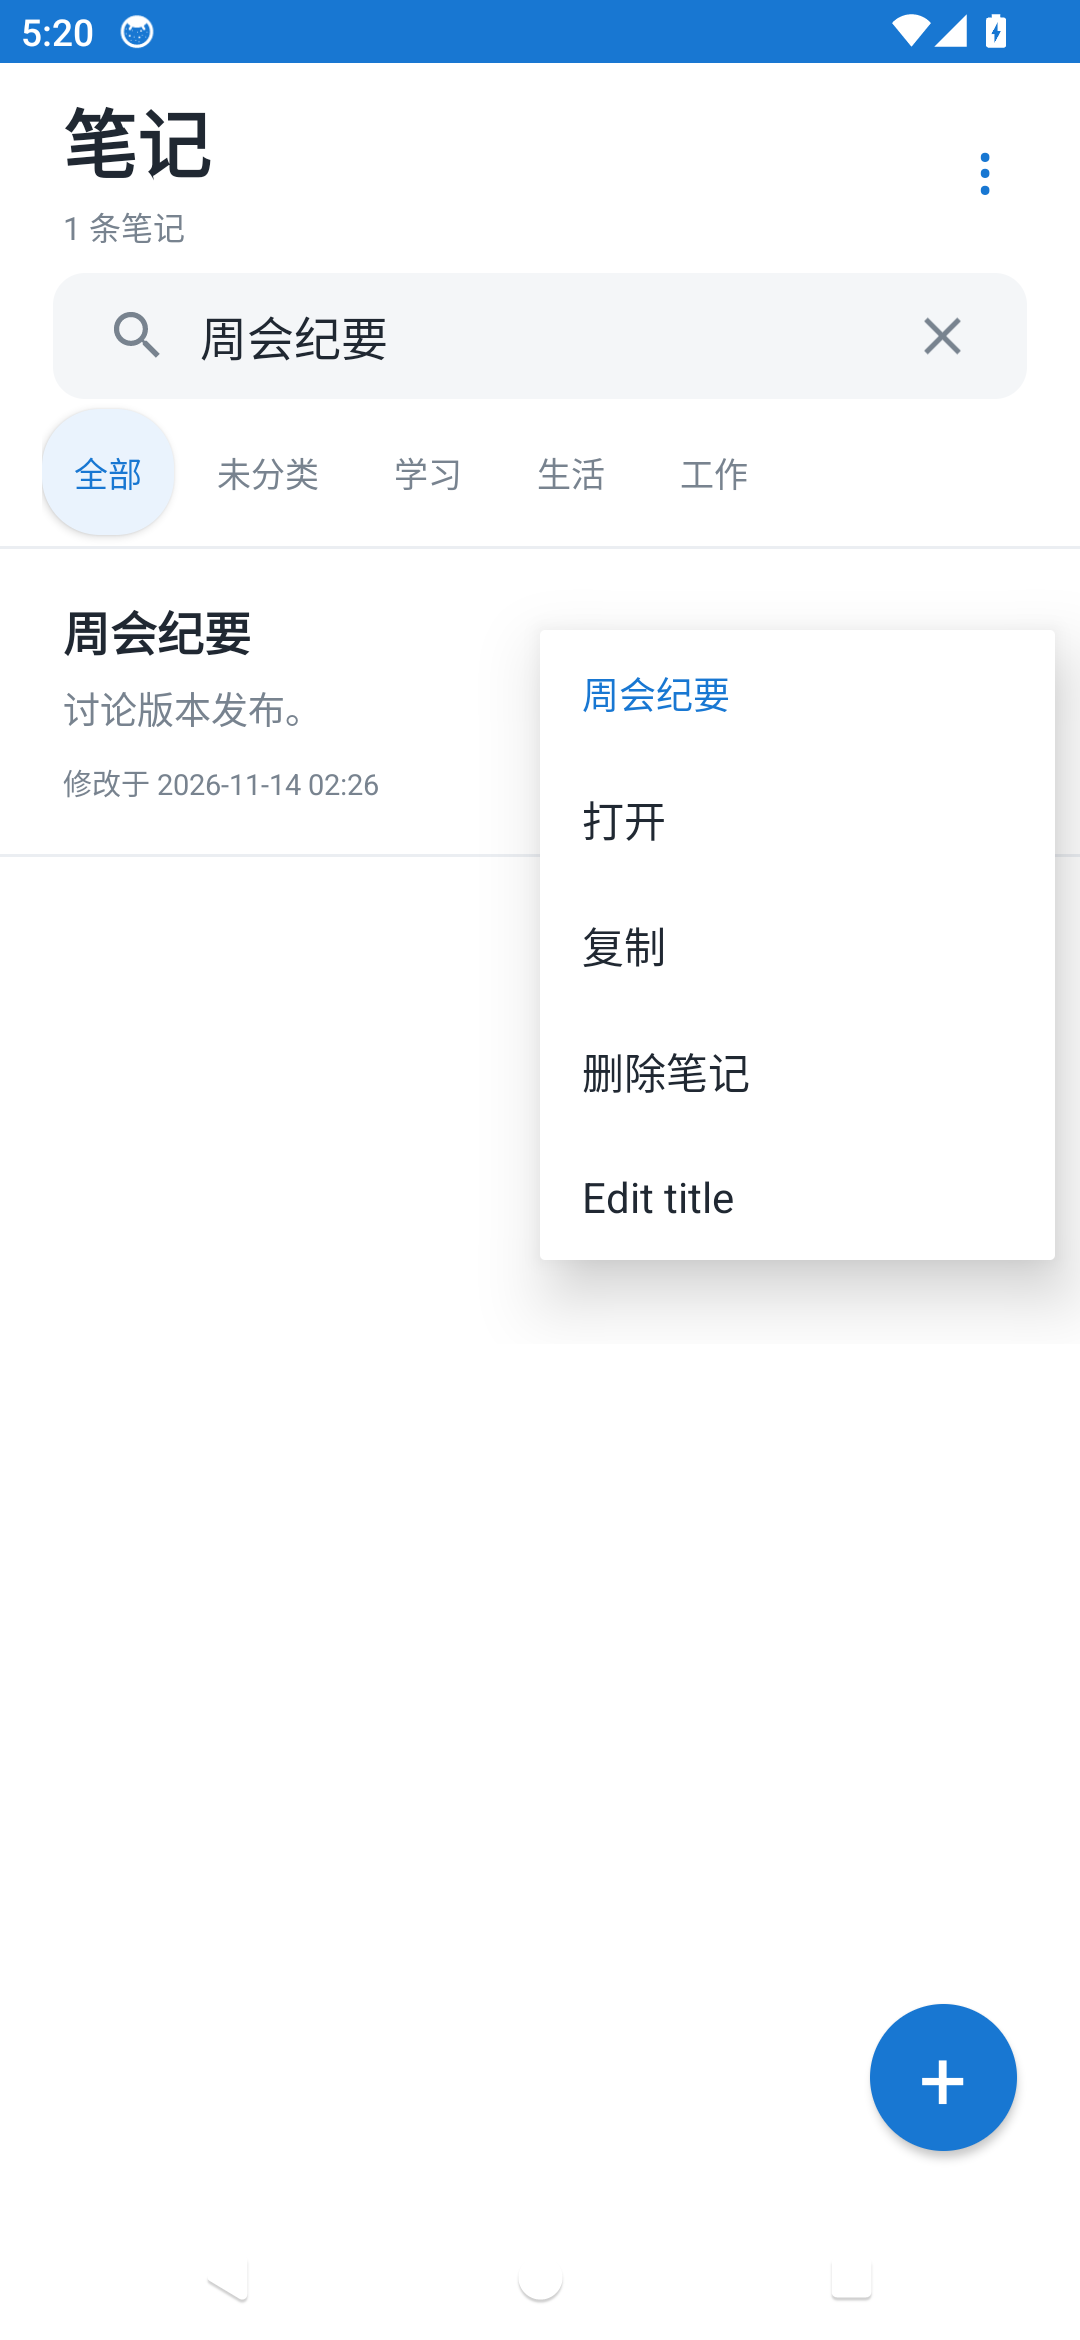 5:20
笔记
1 条笔记
周会纪要
全部 未分类 学习 生活 工作
周会纪要
讨论版本发布。
修改于 2026-11-14 02:26
周会纪要
打开
复制
删除笔记
Edit title